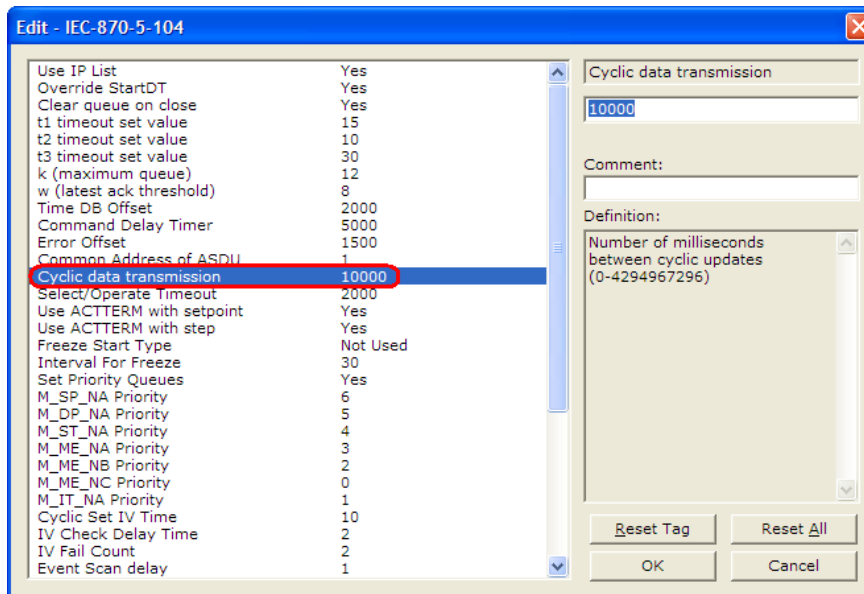 Edit - IEC-870-5-104
Use IP List Yes
Override StartDT Yes
Clear queue on close Yes
t1 timeout set value 15
t2 timeout set value 10
t3 timeout set value 30
k (maximum queue) 12
w (latest ack threshold) 8
Time DB Offset 2000
Command Delay Timer 5000
Error Offset 1500
Common Address of ASDU 1
Cyclic data transmission 10000
Select/Operate Timeout 2000
Use ACTTERM with setpoint Yes
Use ACTTERM with step Yes
Freeze Start Type Not Used
Interval For Freeze 30
Set Priority Queues Yes
M_SP_NA Priority 6
M_DP_NA Priority 5
M_ST_NA Priority 4
M_ME_NA Priority 3
M_ME_NB Priority 2
M_ME_NC Priority 0
M_IT_NA Priority 1
Cyclic Set IV Time 10
IV Check Delay Time 2
IV Fail Count 2
Event Scan delay 1
Cyclic data transmission
10000
Comment:
Definition:
Number of milliseconds
between cyclic updates
(0-4294967296)
Reset Tag Reset All
OK Cancel